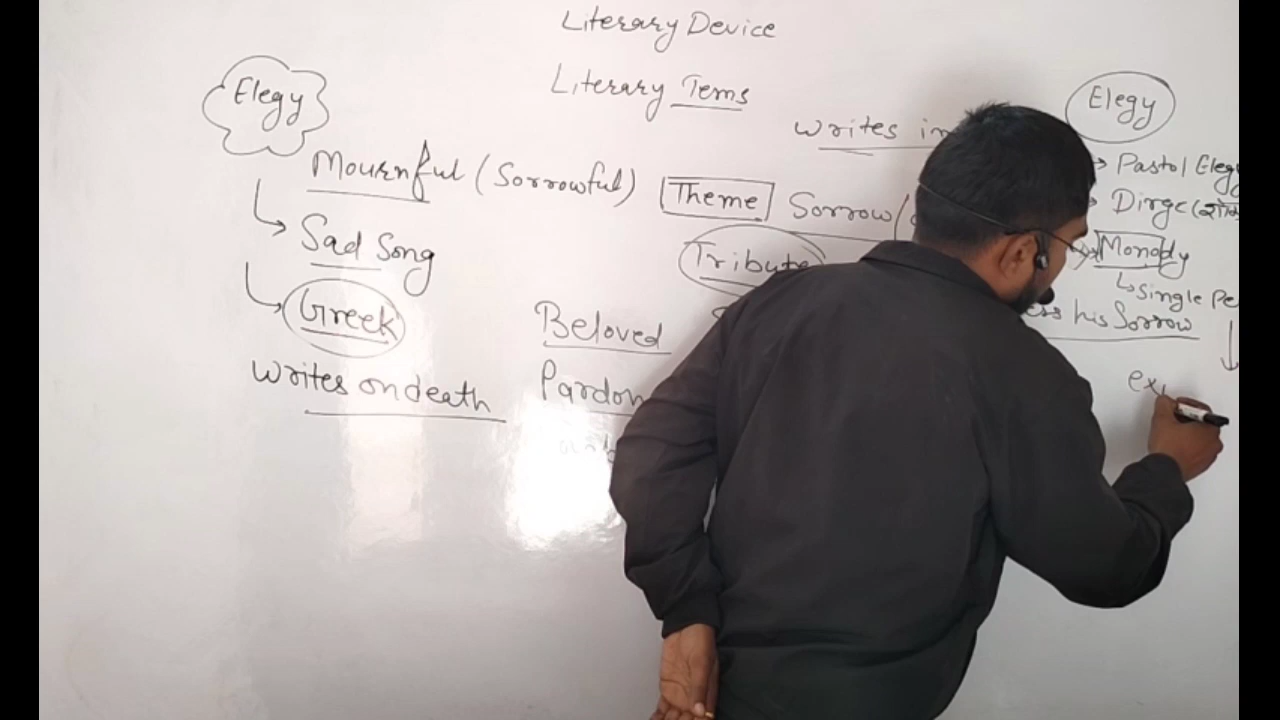 Literary Device
Literary Tems
Elegy
Mournful (Sorrowful)
Sad Song
Greek
writes on death
writes in
Theme Sorrow/
Tribute
Beloved
Pardon
Elegy
Pastol Elegy
Dirge (
Monody
Single Pe
his Sorrow
ex